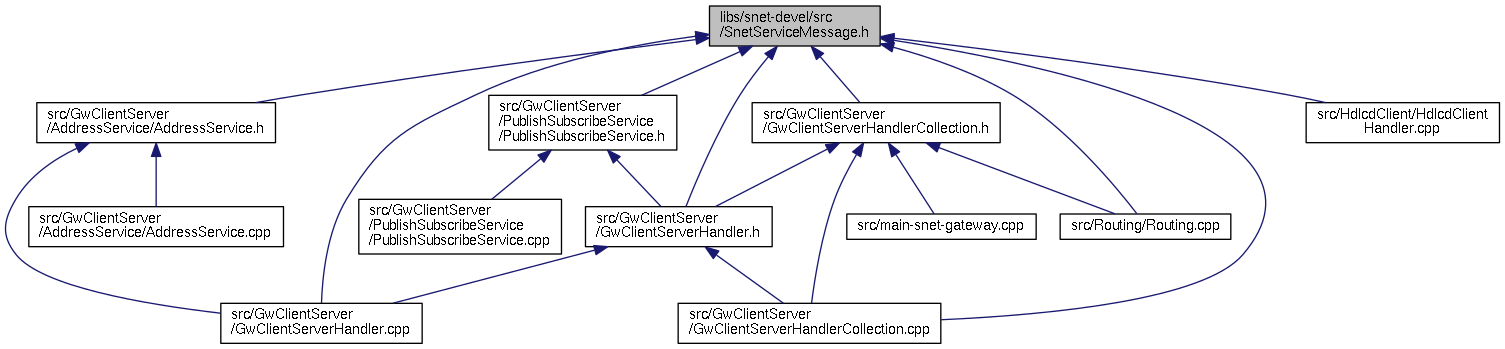 libs/snet-devel/src
/SnetServiceMessage.h
src/GwClientServer
/AddressService/AddressService.h
src/GwClientServer
/PublishSubscribeService
/PublishSubscribeService.h
src/GwClientServer
/GwClientServerHandlerCollection.h
src/HdlcdClient/HdlcdClient
Handler.cpp
src/GwClientServer
/AddressService/AddressService.cpp
src/GwClientServer
/PublishSubscribeService
/PublishSubscribeService.cpp
src/GwClientServer
/GwClientServerHandler.h
src/main-snet-gateway.cpp
src/Routing/Routing.cpp
src/GwClientServer
/GwClientServerHandler.cpp
src/GwClientServer
/GwClientServerHandlerCollection.cpp